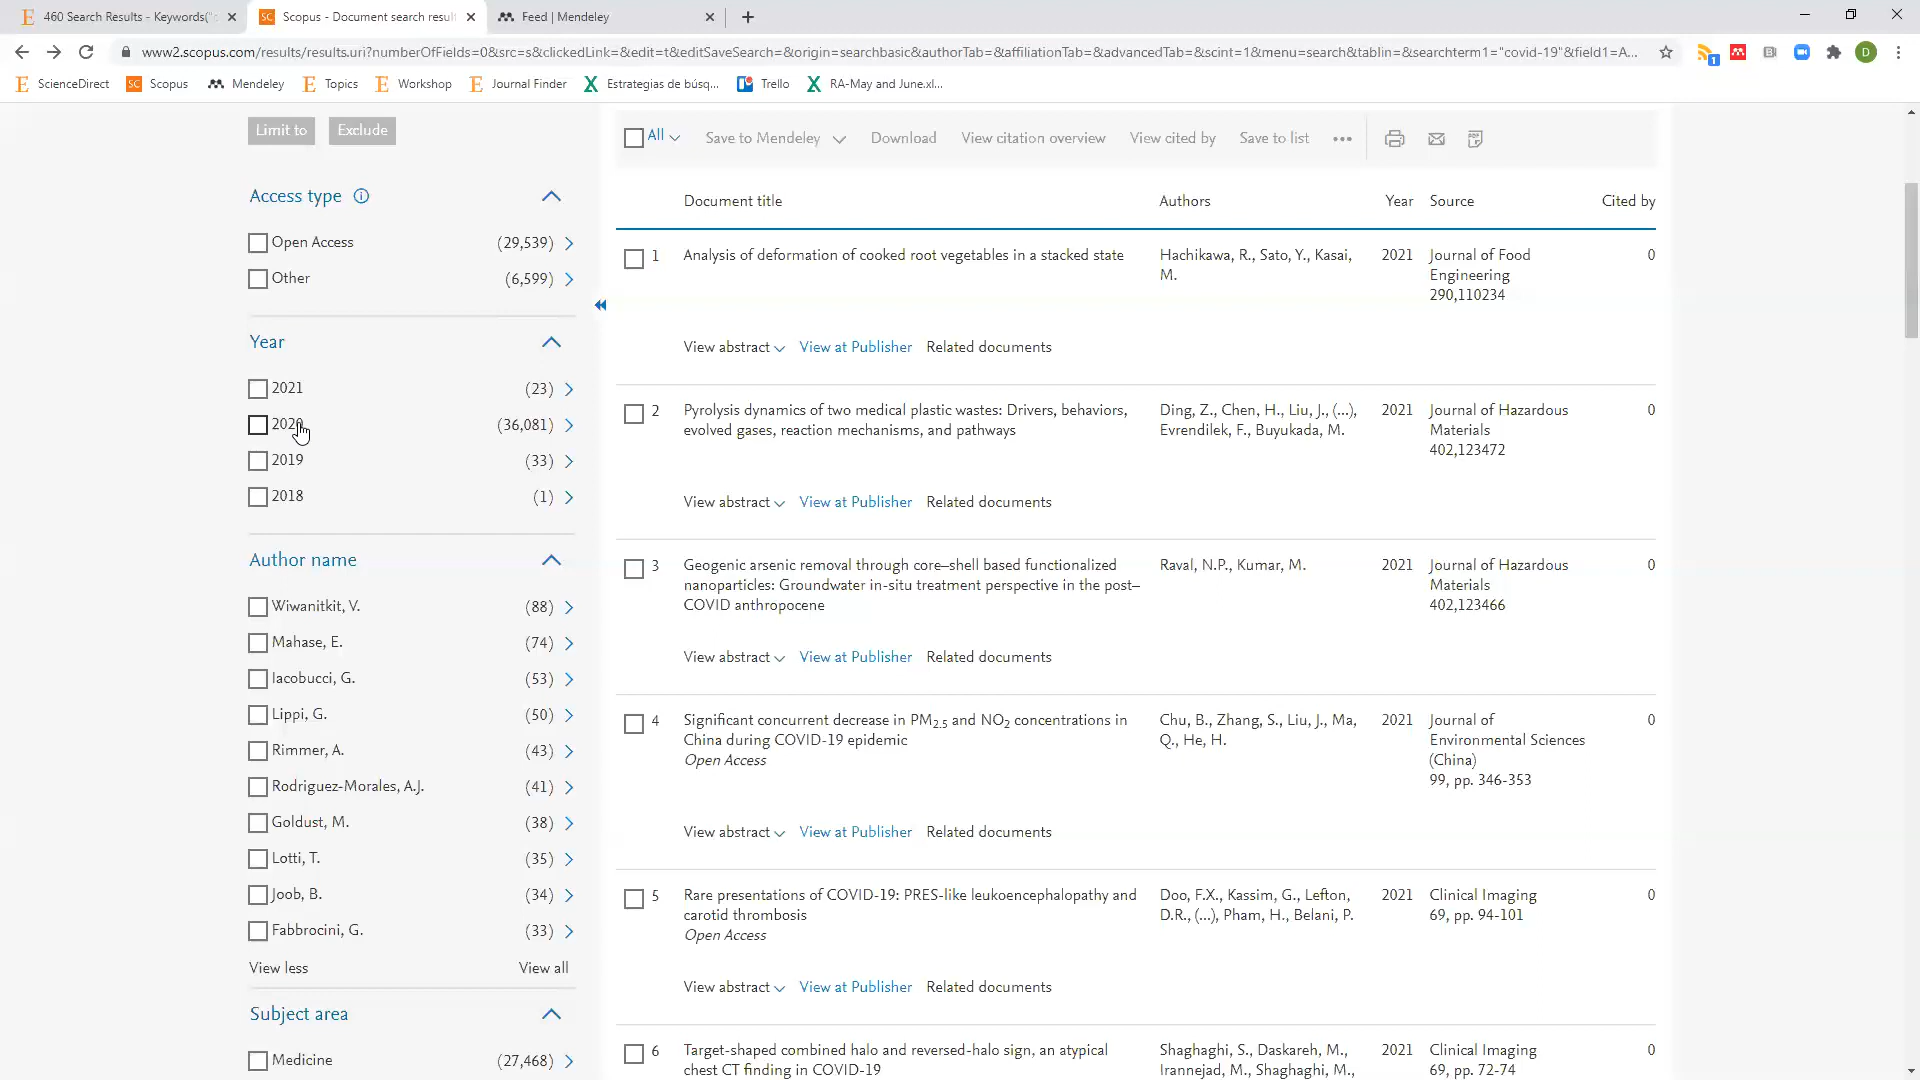 460 Search Results - Keywords("c
Scopus - Document search result
Feed | Mendeley
www2.scopus.com/results/results.uri?numberOfFields=0&src=s&clickedLink=&edit=t&editSaveSearch=&origin=searchbasic&authorTab=&affiliationTab=&advancedTab=&scint=1&menu=search&tablin=&searchterm1="covid-19"&field1=A...
1
D
ScienceDirect
SC Scopus
Mendeley
Topics
Workshop
Journal Finder
Estrategias de búsq...
Trello
RA-May and June.xl...
Limit to
Exclude
All
Save to Mendeley
Download
View citation overview
View cited by
Save to list
Access type
Open Access (29,539)
Other (6,599)
Year
2021 (23)
2020 (36,081)
2019 (33)
2018 (1)
Author name
Wiwanitkit, V. (88)
Mahase, E. (74)
Iacobucci, G. (53)
Lippi, G. (50)
Rimmer, A. (43)
Rodriguez-Morales, A.J. (41)
Goldust, M. (38)
Lotti, T. (35)
Joob, B. (34)
Fabbrocini, G. (33)
View less View all
Subject area
Medicine (27,468)
Document title Authors Year Source Cited by
1 Analysis of deformation of cooked root vegetables in a stacked state Hachikawa, R., Sato, Y., Kasai, 2021 Journal of Food 0
M. Engineering
290,110234
View abstract View at Publisher Related documents
2 Pyrolysis dynamics of two medical plastic wastes: Drivers, behaviors, Ding, Z., Chen, H., Liu, J., (...), 2021 Journal of Hazardous 0
evolved gases, reaction mechanisms, and pathways Evrendilek, F., Buyukada, M. Materials
402,123472
View abstract View at Publisher Related documents
3 Geogenic arsenic removal through core–shell based functionalized Raval, N.P., Kumar, M. 2021 Journal of Hazardous 0
nanoparticles: Groundwater in-situ treatment perspective in the post– Materials
COVID anthropocene 402,123466
View abstract View at Publisher Related documents
4 Significant concurrent decrease in PM2.5 and NO2 concentrations in Chu, B., Zhang, S., Liu, J., Ma, 2021 Journal of 0
China during COVID-19 epidemic Q., He, H. Environmental Sciences
Open Access (China)
99, pp. 346-353
View abstract View at Publisher Related documents
5 Rare presentations of COVID-19: PRES-like leukoencephalopathy and Doo, F.X., Kassim, G., Lefton, 2021 Clinical Imaging 0
carotid thrombosis D.R., (...), Pham, H., Belani, P. 69, pp. 94-101
Open Access
View abstract View at Publisher Related documents
6 Target-shaped combined halo and reversed-halo sign, an atypical Shaghaghi, S., Daskareh, M., 2021 Clinical Imaging 0
chest CT finding in COVID-19 Irannejad, M., Shaghaghi, M., 69, pp. 72-74